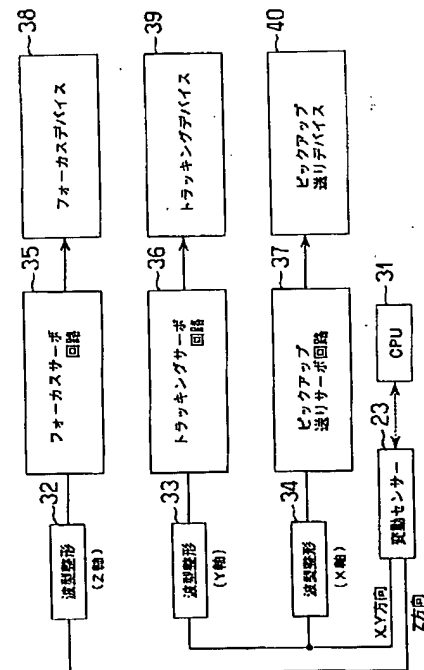 38
フォーカスデバイス
35
フォーカスサーボ
回路
32
波型整形
(Z軸)
39
トラッキングデバイス
36
トラッキングサーボ
回路
33
波型整形
(Y軸)
40
ピックアップ
送りデバイス
37
ピックアップ
送りサーボ回路
34
波型整形
(X軸)
31
CPU
23
変動センサー
X,Y方向
Z方向